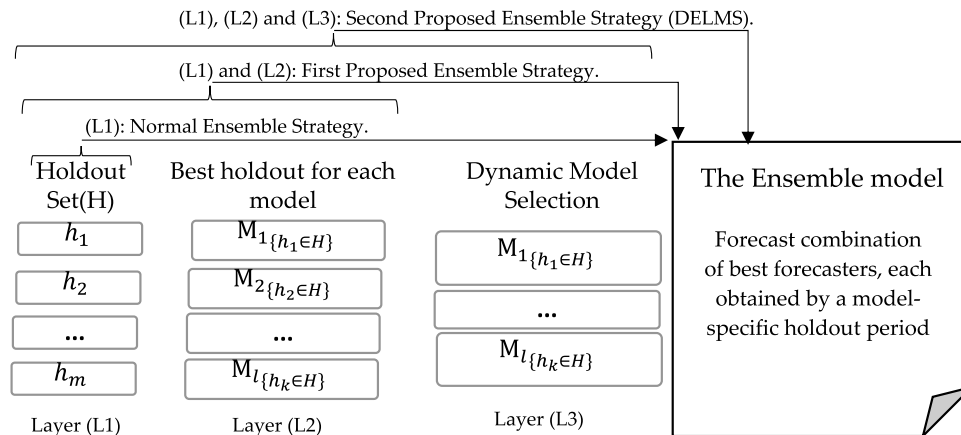 (L1), (L2) and (L3): Second Proposed Ensemble Strategy (DELMS).
(L1) and (L2): First Proposed Ensemble Strategy.
(L1): Normal Ensemble Strategy.
Holdout
Set(H)
h₁
h₂
...
hₘ
Layer (L1)
Best holdout for each
model
M₁{h₁∈H}
M₂{h₂∈H}
...
Mₗ{hₖ∈H}
Layer (L2)
Dynamic Model
Selection
M₁{h₁∈H}
...
Mₗ{hₖ∈H}
Layer (L3)
The Ensemble model
Forecast combination
of best forecasters, each
obtained by a model-
specific holdout period